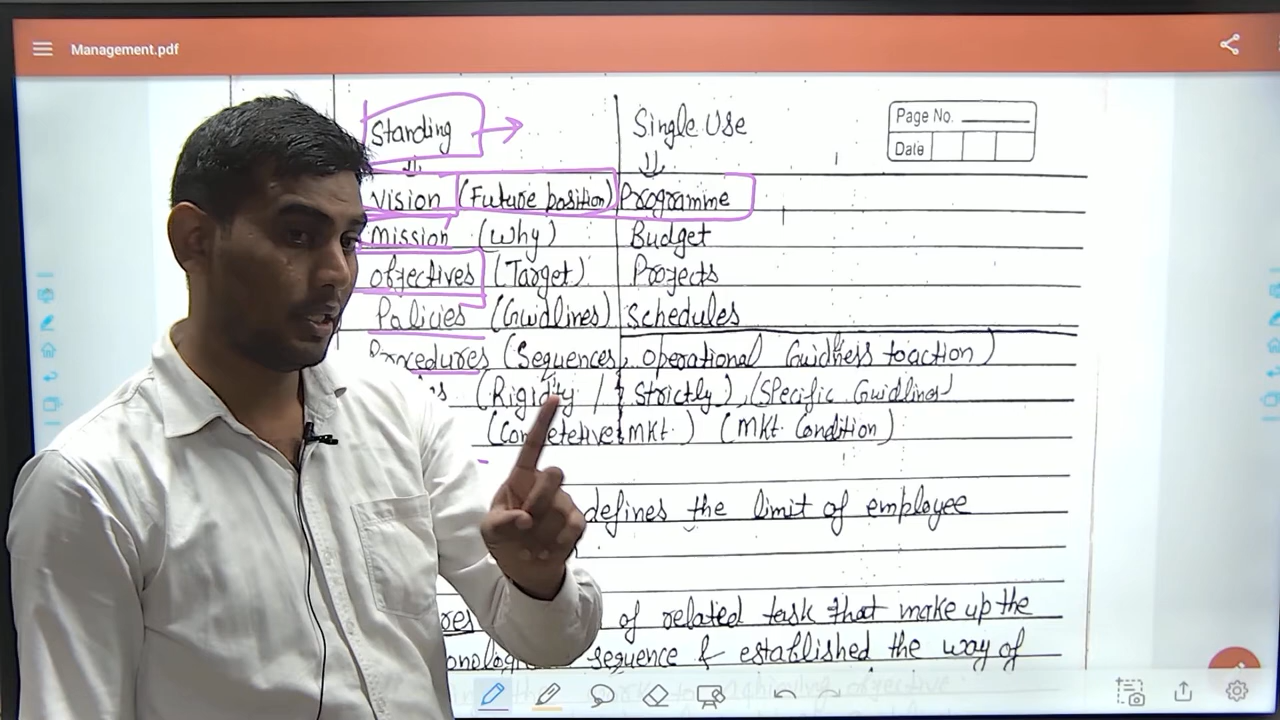 Management.pdf
Standing Single Use
Page No.
Date
Vision (Future position) Programme
Mission (Why) Budget
Objectives (Target) Projects
Policies (Guidlines) Schedules
Procedures (Sequences, operational Guidness to action)
(Rigidity / Strictly), (Specific Guidlines)
(Competetive MKt.) (MKt. Condition)
defines the limit of employee
of related task that make up the
sequence & established the way of